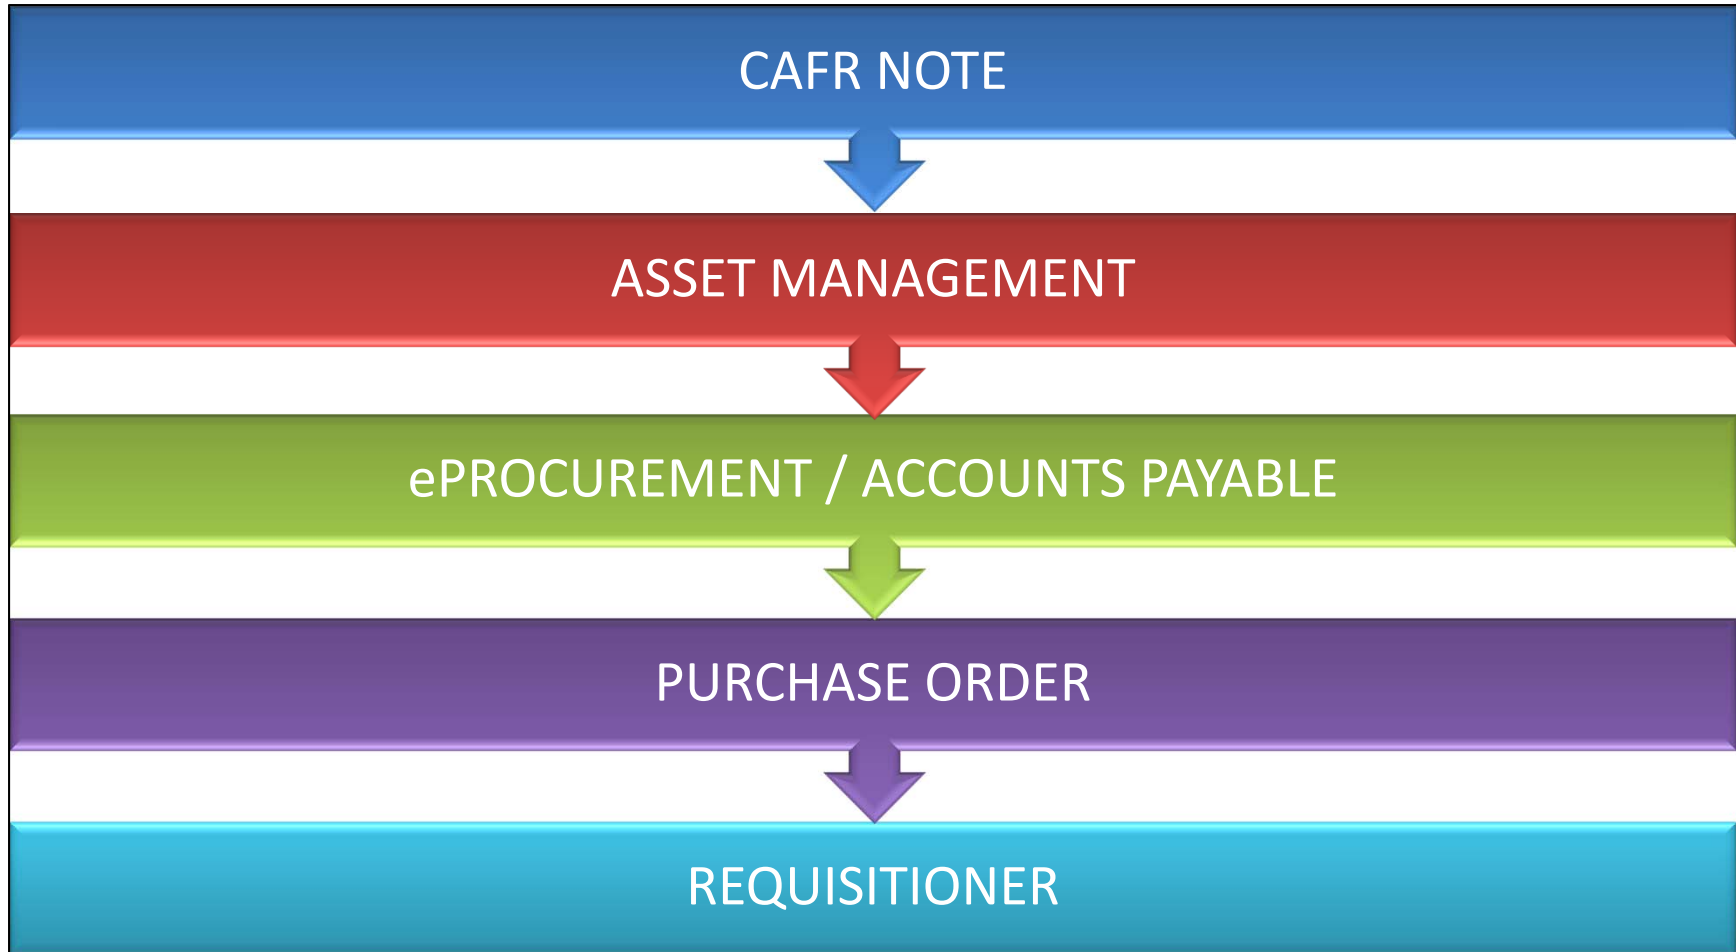 CAFR NOTE
ASSET MANAGEMENT
ePROCUREMENT / ACCOUNTS PAYABLE
PURCHASE ORDER
REQUISITIONER